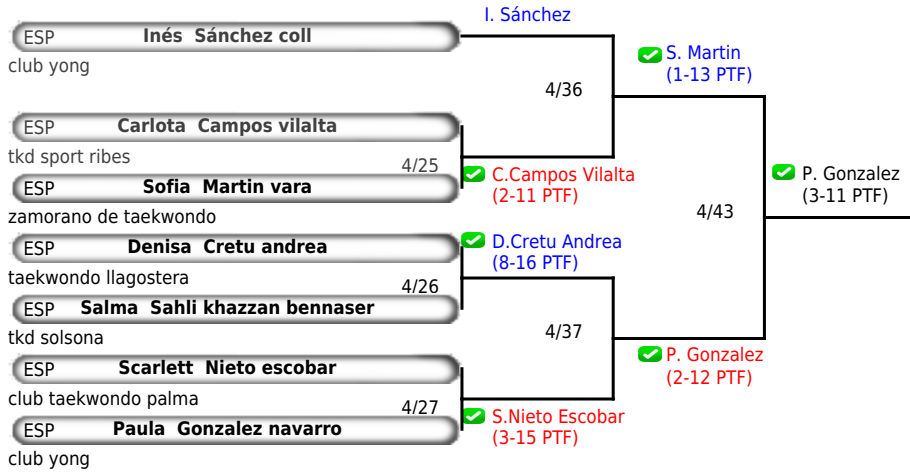 I. Sánchez
ESP Inés Sánchez coll
club yong
S. Martin
(1-13 PTF)
4/36
ESP Carlota Campos vilalta
tkd sport ribes
4/25
C.Campos Vilalta
(2-11 PTF)
ESP Sofia Martin vara
zamorano de taekwondo
P. Gonzalez
(3-11 PTF)
4/43
ESP Denisa Cretu andrea
taekwondo llagostera
D.Cretu Andrea
(8-16 PTF)
4/26
ESP Salma Sahli khazzan bennaser
tkd solsona
4/37
P. Gonzalez
(2-12 PTF)
ESP Scarlett Nieto escobar
club taekwondo palma
4/27
S.Nieto Escobar
(3-15 PTF)
ESP Paula Gonzalez navarro
club yong